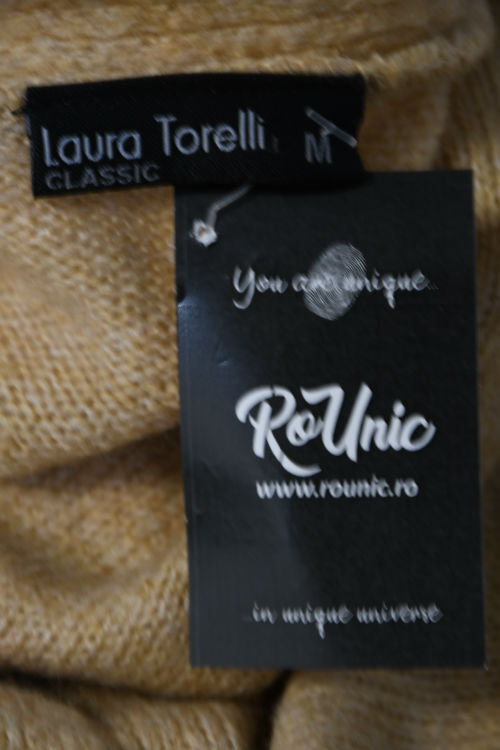 Laura Torelli M
CLASSIC
You are unique...
RoUnic
www.rounic.ro
...in unique universe